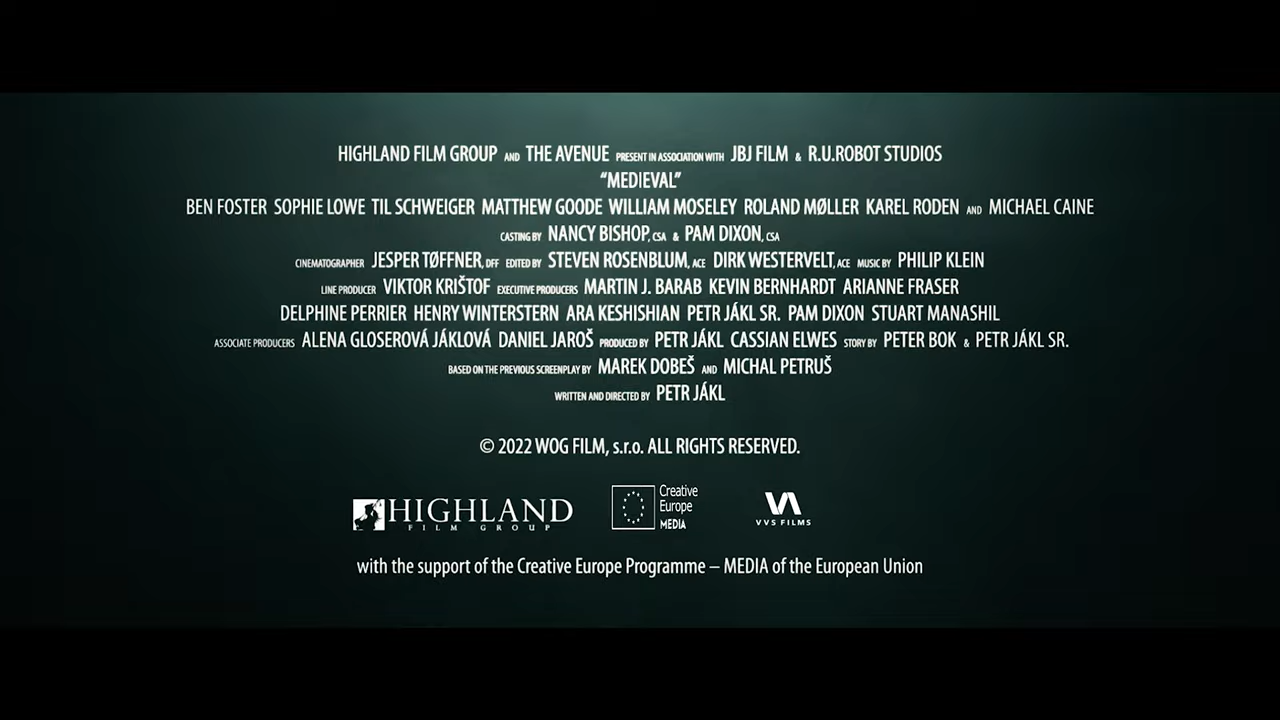 HIGHLAND FILM GROUP AND THE AVENUE PRESENT IN ASSOCIATION WITH JBJ FILM & R.U.ROBOT STUDIOS
“MEDIEVAL”
BEN FOSTER SOPHIE LOWE TIL SCHWEIGER MATTHEW GOODE WILLIAM MOSELEY ROLAND MØLLER KAREL RODEN AND MICHAEL CAINE
CASTING BY NANCY BISHOP, CSA & PAM DIXON, CSA
CINEMATOGRAPHER JESPER TØFFNER, DFF EDITED BY STEVEN ROSENBLUM, ACE DIRK WESTERVELT, ACE MUSIC BY PHILIP KLEIN
LINE PRODUCER VIKTOR KRIŠTOF EXECUTIVE PRODUCERS MARTIN J. BARAB KEVIN BERNHARDT ARIANNE FRASER
DELPHINE PERRIER HENRY WINTERSTERN ARA KESHISHIAN PETR JÁKL SR. PAM DIXON STUART MANASHIL
ASSOCIATE PRODUCERS ALENA GLOSEROVÁ JÁKLOVÁ DANIEL JAROŠ PRODUCED BY PETR JÁKL CASSIAN ELWES STORY BY PETER BOK & PETR JÁKL SR.
BASED ON THE PREVIOUS SCREENPLAY BY MAREK DOBEŠ AND MICHAL PETRUŠ
WRITTEN AND DIRECTED BY PETR JÁKL
© 2022 WOG FILM, s.r.o. ALL RIGHTS RESERVED.
HIGHLAND
FILM GROUP
Creative
Europe
MEDIA
VVS FILMS
with the support of the Creative Europe Programme – MEDIA of the European Union